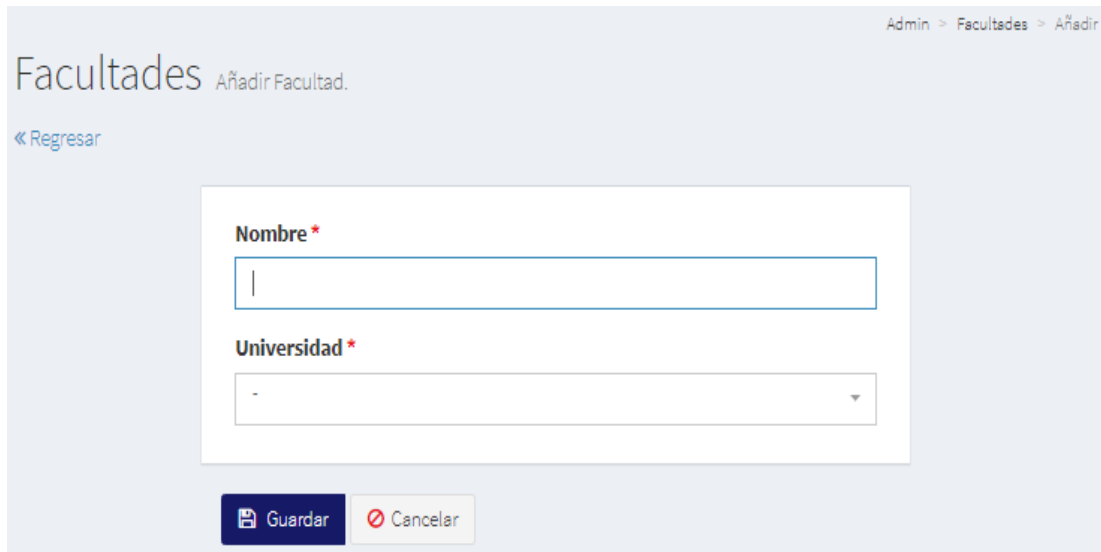 Admin > Facultades > Añadir
Facultades Añadir Facultad.
« Regresar
Nombre *
Universidad *
-
Guardar Cancelar